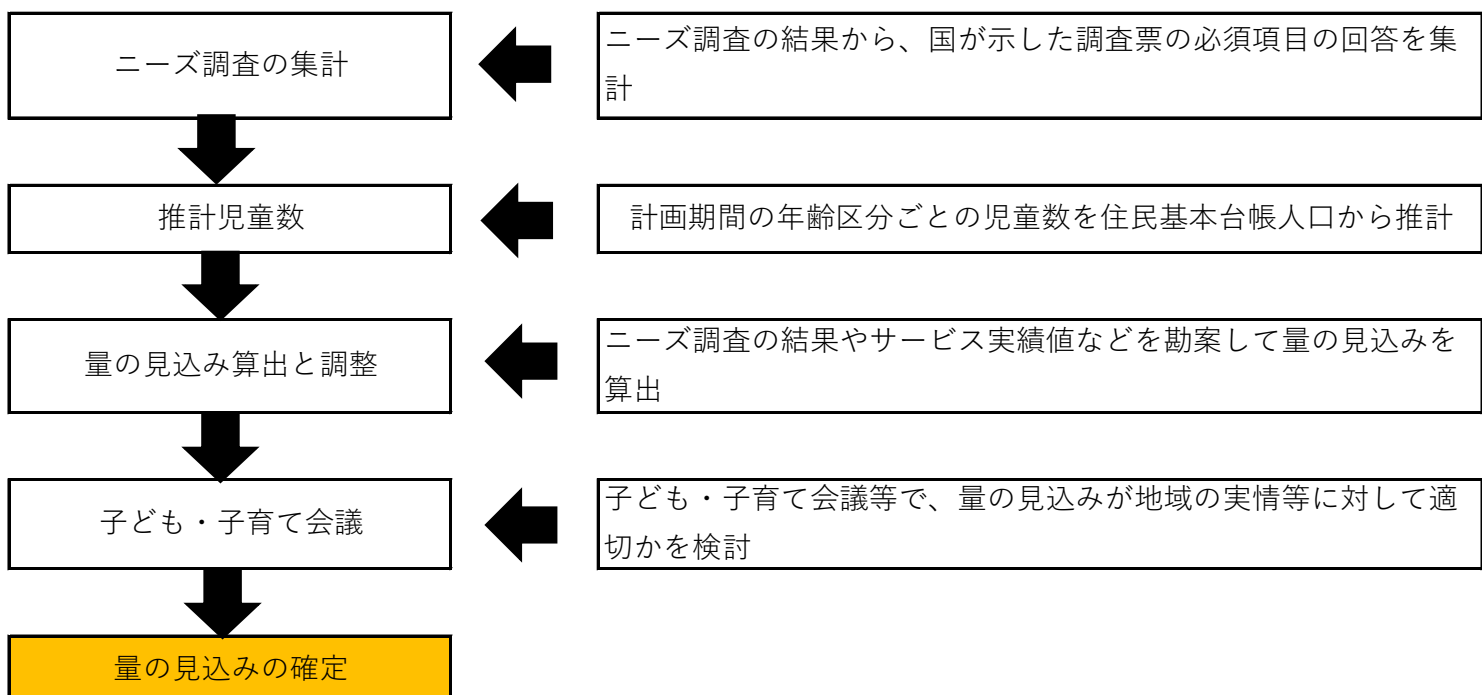 ニーズ調査の集計
ニーズ調査の結果から、国が示した調査票の必須項目の回答を集
計
推計児童数
計画期間の年齢区分ごとの児童数を住民基本台帳人口から推計
量の見込み算出と調整
ニーズ調査の結果やサービス実績値などを勘案して量の見込みを
算出
子ども・子育て会議
子ども・子育て会議等で、量の見込みが地域の実情等に対して適
切かを検討
量の見込みの確定